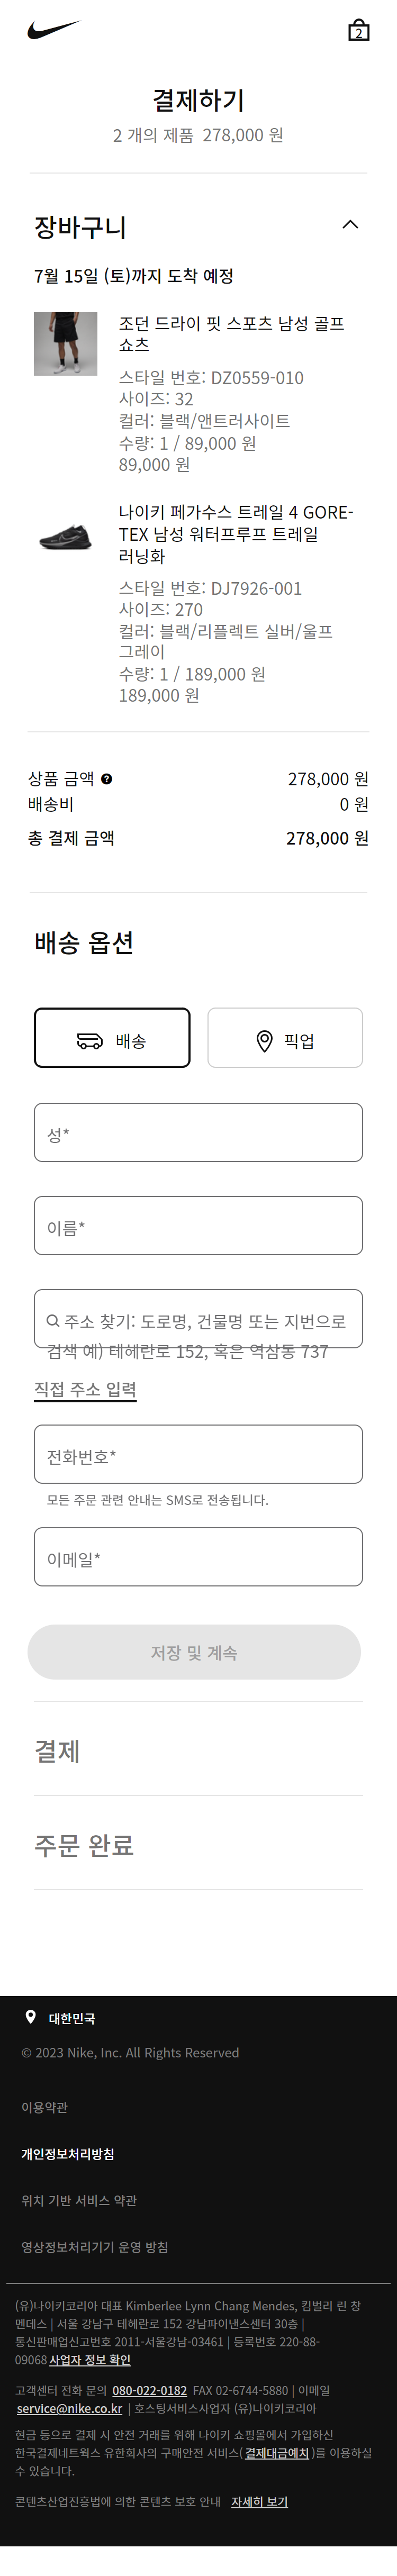 2
결제하기
2 개의 제품 278,000 원
장바구니
7월 15일 (토)까지 도착 예정
조던 드라이 핏 스포츠 남성 골프
쇼츠
스타일 번호: DZ0559-010
사이즈: 32
컬러: 블랙/앤트러사이트
수량: 1 / 89,000 원
89,000 원
나이키 페가수스 트레일 4 GORE-
TEX 남성 워터프루프 트레일
러닝화
스타일 번호: DJ7926-001
사이즈: 270
컬러: 블랙/리플렉트 실버/울프
그레이
수량: 1 / 189,000 원
189,000 원
상품 금액 ? 278,000 원
배송비 0 원
총 결제 금액 278,000 원
배송 옵션
배송 픽업
성*
이름*
주소 찾기: 도로명, 건물명 또는 지번으로
검색 예) 테헤란로 152, 혹은 역삼동 737
직접 주소 입력
전화번호*
모든 주문 관련 안내는 SMS로 전송됩니다.
이메일*
저장 및 계속
결제
주문 완료
대한민국
© 2023 Nike, Inc. All Rights Reserved
이용약관
개인정보처리방침
위치 기반 서비스 약관
영상정보처리기기 운영 방침
(유)나이키코리아 대표 Kimberlee Lynn Chang Mendes, 킴벌리 린 창
멘데스 | 서울 강남구 테헤란로 152 강남파이낸스센터 30층 |
통신판매업신고번호 2011-서울강남-03461 | 등록번호 220-88-
09068 사업자 정보 확인
고객센터 전화 문의 080-022-0182 FAX 02-6744-5880 | 이메일
service@nike.co.kr | 호스팅서비스사업자 (유)나이키코리아
현금 등으로 결제 시 안전 거래를 위해 나이키 쇼핑몰에서 가입하신
한국결제네트웍스 유한회사의 구매안전 서비스( 결제대금예치 )를 이용하실
수 있습니다.
콘텐츠산업진흥법에 의한 콘텐츠 보호 안내 자세히 보기